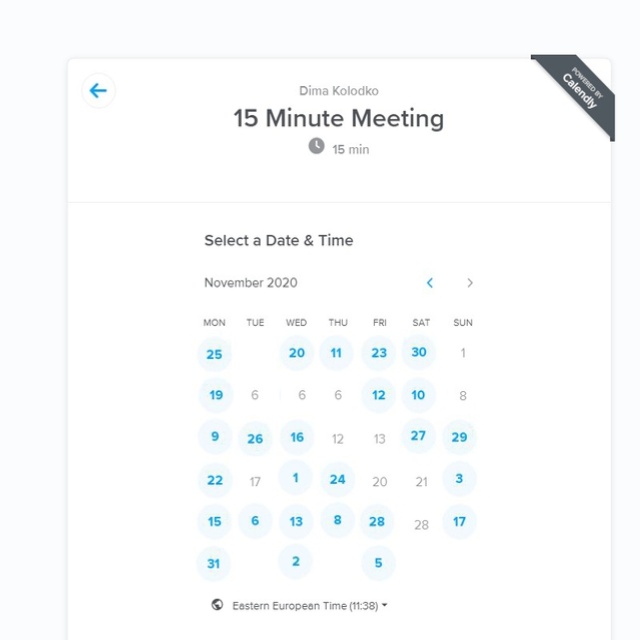 POWERED BY
Calendly
Dima Kolodko
15 Minute Meeting
15 min
Select a Date & Time
November 2020
MON TUE WED THU FRI SAT SUN
25 20 11 23 30 1
19 6 6 6 12 10 8
9 26 16 12 13 27 29
22 17 1 24 20 21 3
15 6 13 8 28 28 17
31 2 5
Eastern European Time (11:38)